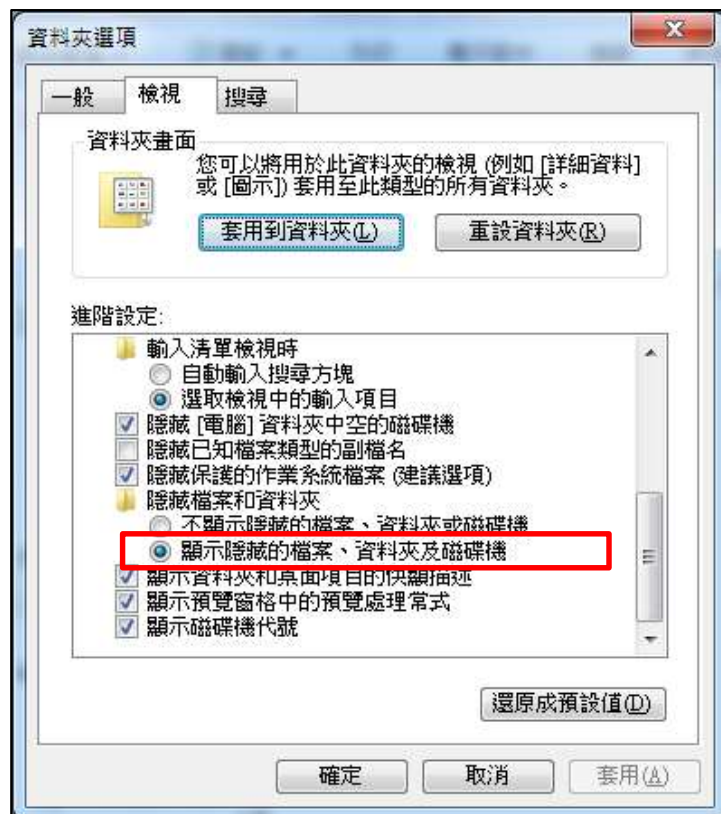 資料夾選項
一般
檢視
搜尋
資料夾畫面
您可以將用於此資料夾的檢視 (例如 [詳細資料]
或 [圖示]) 套用至此類型的所有資料夾。
套用到資料夾(L)
重設資料夾(R)
進階設定:
輸入清單檢視時
自動輸入搜尋方塊
選取檢視中的輸入項目
隱藏 [電腦] 資料夾中空的磁碟機
隱藏已知檔案類型的副檔名
隱藏保護的作業系統檔案 (建議選項)
隱藏檔案和資料夾
不顯示隱藏的檔案、資料夾或磁碟機
顯示隱藏的檔案、資料夾及磁碟機
顯示資料夾和桌面項目的快顯描述
顯示預覽窗格中的預覽處理常式
顯示磁碟機代號
還原成預設值(D)
確定
取消
套用(A)